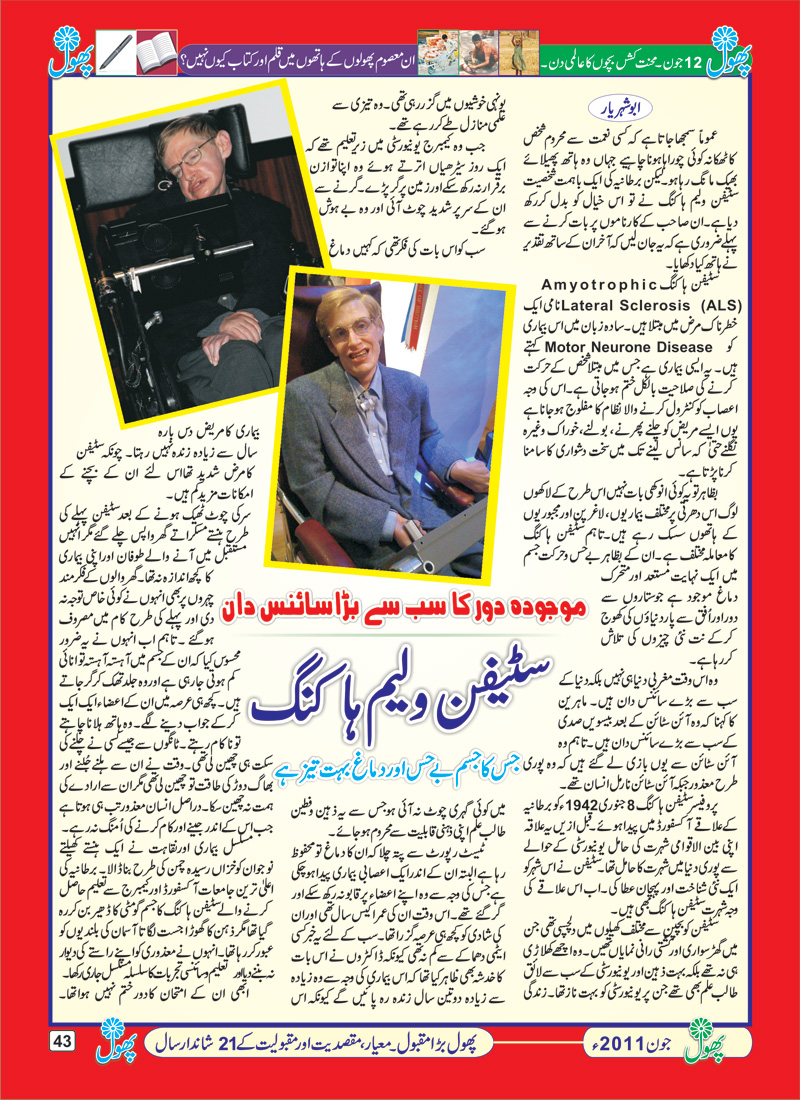 پھول
ان معصوم پھولوں کے ہاتھوں میں قلم اور کتاب کیوں نہیں؟
12 جون۔ محنت کش بچوں کا عالمی دن۔
پھول
ابو شہریار
عموماً سمجھا جاتا ہے کہ کسی نعمت سے محروم شخص
کا ٹھکانہ کوئی چوراہا ہونا چاہیے جہاں وہ ہاتھ پھیلائے
بھیک مانگ رہا ہو۔ لیکن برطانیہ کی ایک باہمت شخصیت
سٹیفن ولیم ہاکنگ نے تو اس خیال کو بدل کر رکھ
دیا ہے۔ ان صاحب کے کارناموں پر بات کرنے سے
پہلے ضروری ہے کہ یہ جان لیں کہ آخر ان کے ساتھ تقدیر
نے ہاتھ کیا دکھایا۔
سٹیفن ہاکنگ Amyotrophic
Lateral Sclerosis (ALS) نامی ایک
خطرناک مرض میں مبتلا ہیں۔ سادہ زبان میں اس بیماری
کو Motor Neurone Disease کہتے
ہیں۔ یہ ایسی بیماری ہے جس میں مبتلا شخص کے حرکت
کرنے کی صلاحیت بالکل ختم ہو جاتی ہے۔ اس کی وجہ
اعصاب کو کنٹرول کرنے والا نظام کا مفلوج ہو جانا ہے
یوں ایسے مریض کو چلنے پھرنے، بولنے، خوراک وغیرہ
نگلنے حتیٰ کہ سانس لینے تک میں سخت دشواری کا سامنا
کرنا پڑتا ہے۔
بظاہر تو یہ کوئی انوکھی بات نہیں اس طرح کے لاکھوں
لوگ اس دھرتی پر مختلف بیماریوں، لاغرپن اور مجبوریوں
کے ہاتھوں سسک رہے ہیں۔ تاہم سٹیفن ہاکنگ
کا معاملہ مختلف ہے۔ ان کے بظاہر بے حس و حرکت جسم
میں ایک نہایت مستعد اور متحرک
دماغ موجود ہے جو ستاروں سے
دور اور اُفق سے پار دنیاؤں کی کھوج
کر کے نت نئی چیزوں کی تلاش
کر رہا ہے۔
وہ اس وقت مغربی دنیا ہی نہیں بلکہ دنیا کے
سب سے بڑے سائنس دان ہیں۔ ماہرین
کا کہنا کہ وہ آئن سٹائن کے بعد بیسویں صدی
کے سب سے بڑے سائنس دان ہیں۔ تاہم وہ
آئن سٹائن سے یوں بازی لے گئے ہیں کہ وہ پوری
طرح معذور جبکہ آئن سٹائن نارمل انسان تھے۔
پروفیسر سٹیفن ہاکنگ 8 جنوری 1942ء کو برطانیہ
کے علاقے آکسفورڈ میں پیدا ہوئے۔ قبل ازیں یہ علاقہ
اپنی بین الاقوامی شہرت کی حامل یونیورسٹی کے حوالے
سے پوری دنیا میں شہرت کا حامل تھا۔ سٹیفن نے اس شہر کو
ایک نئی شناخت اور پہچان عطا کی۔ اب اس علاقے کی
وجہ شہرت سٹیفن ہاکنگ بھی ہیں۔
سٹیفن کو بچپن سے مختلف کھیلوں میں دلچسپی تھی جن
میں گھڑ سواری اور کشتی رانی نمایاں تھیں۔ وہ اچھے کھلاڑی
ہی نہ تھے بلکہ بہت ذہین اور یونیورسٹی کے سب سے لائق
طالب علم بھی تھے جن پر یونیورسٹی کو بہت ناز تھا۔ زندگی
یونہی خوشیوں میں گزر رہی تھی۔ وہ تیزی سے
علمی منازل طے کر رہے تھے۔
جب وہ کیمبرج یونیورسٹی میں زیر تعلیم تھے کہ
ایک روز سیڑھیاں اترتے ہوئے وہ اپنا توازن
برقرار نہ رکھ سکے اور زمین پر گر پڑے۔ گرنے سے
ان کے سر پر شدید چوٹ آئی اور وہ بے ہوش
ہو گئے۔
سب کو اس بات کی فکر تھی کہ کہیں دماغ
موجودہ دور کا سب سے بڑا سائنس دان
سٹیفن ولیم ہاکنگ
جس کا جسم بے حس اور دماغ بہت تیز ہے
میں کوئی گہری چوٹ نہ آئی ہو جس سے یہ ذہین و فطین
طالب علم اپنی ذہنی قابلیت سے محروم ہو جائے۔
ٹیسٹ رپورٹ سے پتہ چلا کہ ان کا دماغ تو محفوظ
رہا ہے البتہ ان کے اندر ایک اعصابی بیماری پیدا ہو چکی
ہے جس کی وجہ سے وہ اپنے اعضاء پر قابو نہ رکھ سکے اور
گر گئے تھے۔ اس وقت ان کی عمر اکیس سال تھی اور ان
کی شادی کو کچھ ہی عرصہ گزرا تھا۔ سب کے لئے یہ خبر کسی
ایٹمی دھماکے سے کم نہ تھی کیونکہ ڈاکٹروں نے اس بات
کا خدشہ بھی ظاہر کیا تھا کہ اس بیماری کی وجہ سے وہ زیادہ
سے زیادہ دو تین سال زندہ رہ پائیں گے کیونکہ اس
بیماری کا مریض دس بارہ
سال سے زیادہ زندہ نہیں رہتا۔ چونکہ سٹیفن
کا مرض شدید تھا اس لئے ان کے بچنے کے
امکانات مزید کم ہیں۔
سر کی چوٹ ٹھیک ہونے کے بعد سٹیفن پہلے کی
طرح ہنستے مسکراتے گھر واپس چلے گئے مگر انہیں
مستقبل میں آنے والے طوفان اور اپنی بیماری
کا کچھ اندازہ نہ تھا۔ گھر والوں کے فکرمند
چہروں پر بھی انہوں نے کوئی خاص توجہ نہ
دی اور پہلے کی طرح کام میں مصروف
ہو گئے۔ تاہم اب انہوں نے یہ ضرور
محسوس کیا کہ ان کے جسم میں آہستہ آہستہ توانائی
کم ہوتی جا رہی ہے اور وہ جلد تھک کر گر جاتے
ہیں۔ کچھ ہی عرصہ میں ان کے اعضاء ایک ایک
کر کے جواب دینے لگے۔ وہ ہاتھ ہلانا چاہتے
تو ناکام رہتے۔ ٹانگوں سے جیسے کسی نے چلنے کی
سکت ہی چھین لی تھی۔ وقت نے ان سے ہلنے جلنے اور
بھاگ دوڑ کی طاقت تو چھین لی تھی مگر ان سے ارادے کی
ہمت نہ چھین سکا۔ دراصل انسان معذور تب ہی ہوتا ہے
جب اس کے اندر جینے اور کام کرنے کی اُمنگ نہ رہے۔
مسلسل بیماری اور نقاہت نے ایک ہنستے کھیلتے
نوجوان کو خزاں رسیدہ چمن کی طرح بنا ڈالا۔ برطانیہ کی
اعلیٰ ترین جامعات آکسفورڈ اور کیمبرج سے تعلیم حاصل
کرنے والے سٹیفن ہاکنگ کا جسم گو مٹی کا ڈھیر بن کر رہ
گیا تھا مگر ذہن کا گھوڑا جست لگاتا آسمان کی بلندیوں کو
عبور کر رہا تھا۔ انہوں نے معذوری کو اپنے راستے کی دیوار
نہ بننے دیا اور تعلیم و سائنسی تجربات کا سلسلہ مسلسل جاری رکھا۔
ابھی ان کے امتحان کا دور ختم نہیں ہوا تھا۔
43
پھول
پھول بڑا مقبول۔ معیار، مقصدیت اور مقبولیت کے 21 شاندار سال
جون 2011ء
پھول